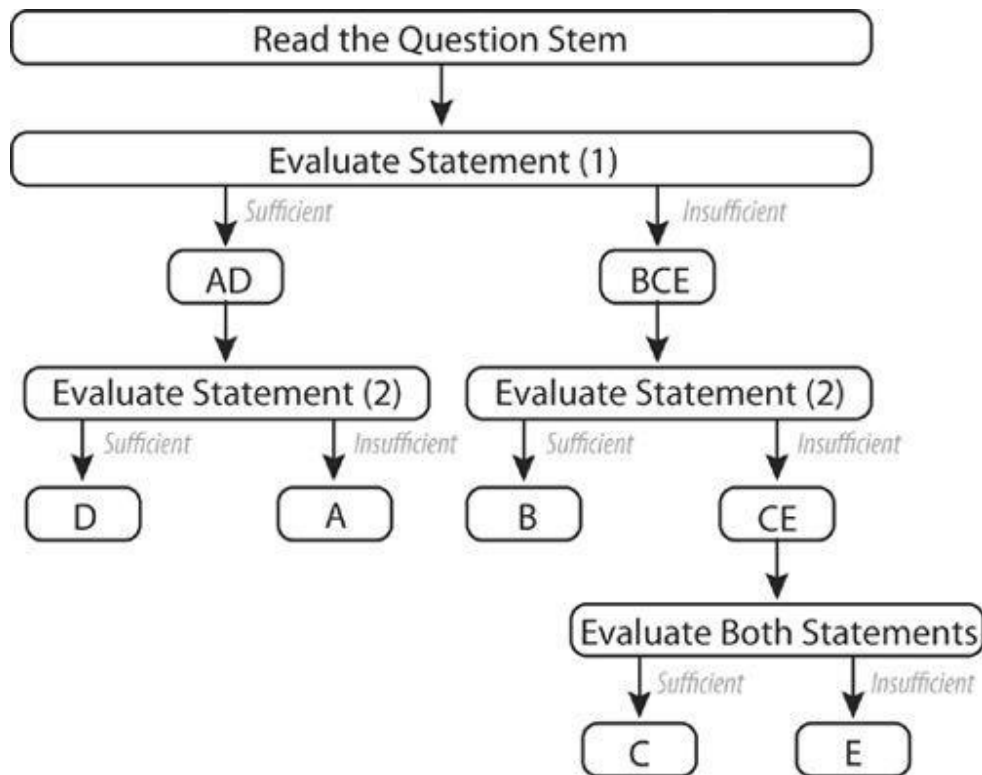 Read the Question Stem
Evaluate Statement (1)
Sufficient
Insufficient
AD
BCE
Evaluate Statement (2)
Evaluate Statement (2)
Sufficient
Insufficient
Sufficient
Insufficient
D
A
B
CE
Evaluate Both Statements
Sufficient
Insufficient
C
E